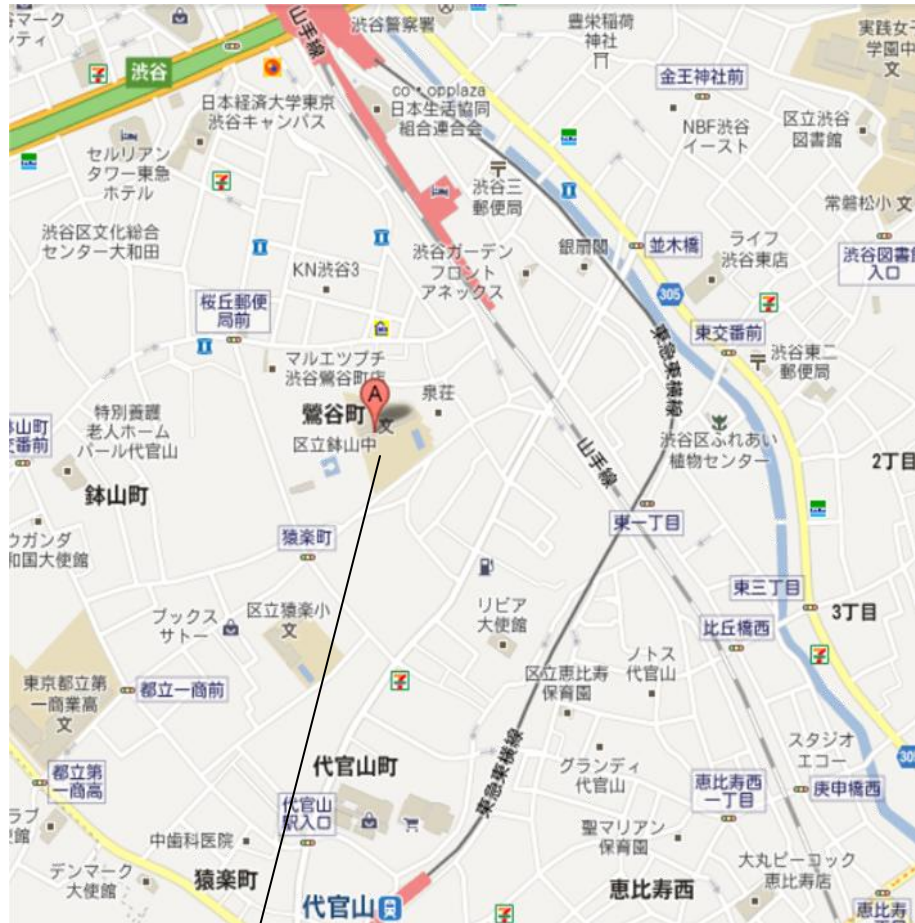 マーク
ンティ
山手線
渋谷警察署
豊栄稲荷
神社
実践女
学園中
文
渋谷
金王神社前
co・opplaza
日本生活協同
組合連合会
日本経済大学東京
渋谷キャンパス
NBF渋谷
イースト
区立渋谷
図書館
セルリアン
タワー東急
ホテル
渋谷三
郵便局
常磐松小 文
渋谷区文化総合
センター大和田
渋谷ガーデン
フロント
アネックス
並木橋
ライフ
渋谷東店
渋谷図書館
入口
KN渋谷3
305
桜丘郵便
局前
東交番前
東急東横線
渋谷東二
郵便局
マルエツプチ
渋谷鶯谷町店
A
泉荘
鶯谷町
文
区立鉢山中
特別養護
老人ホーム
パール代官山
鉢山町
交番前
山手線
渋谷区ふれあい
植物センター
2丁目
鉢山町
東一丁目
猿楽町
ウガンダ
和国大使館
東三丁目
3丁目
ブックス
サトー
区立猿楽小
文
リビア
大使館
比丘橋西
ノトス
代官山
区立恵比寿
保育園
東京都立第
一商業高
文
都立一商前
スタジオ
エコー
305
東急東横線
代官山町
グランディ
代官山
都立第
一商高
恵比寿西
一丁目
庚申橋西
代官山
駅入口
中歯科医院
聖マリアン
保育園
デンマーク
大使館
猿楽町
大丸ピーコック
恵比寿店
代官山
恵比寿西
恵比寿